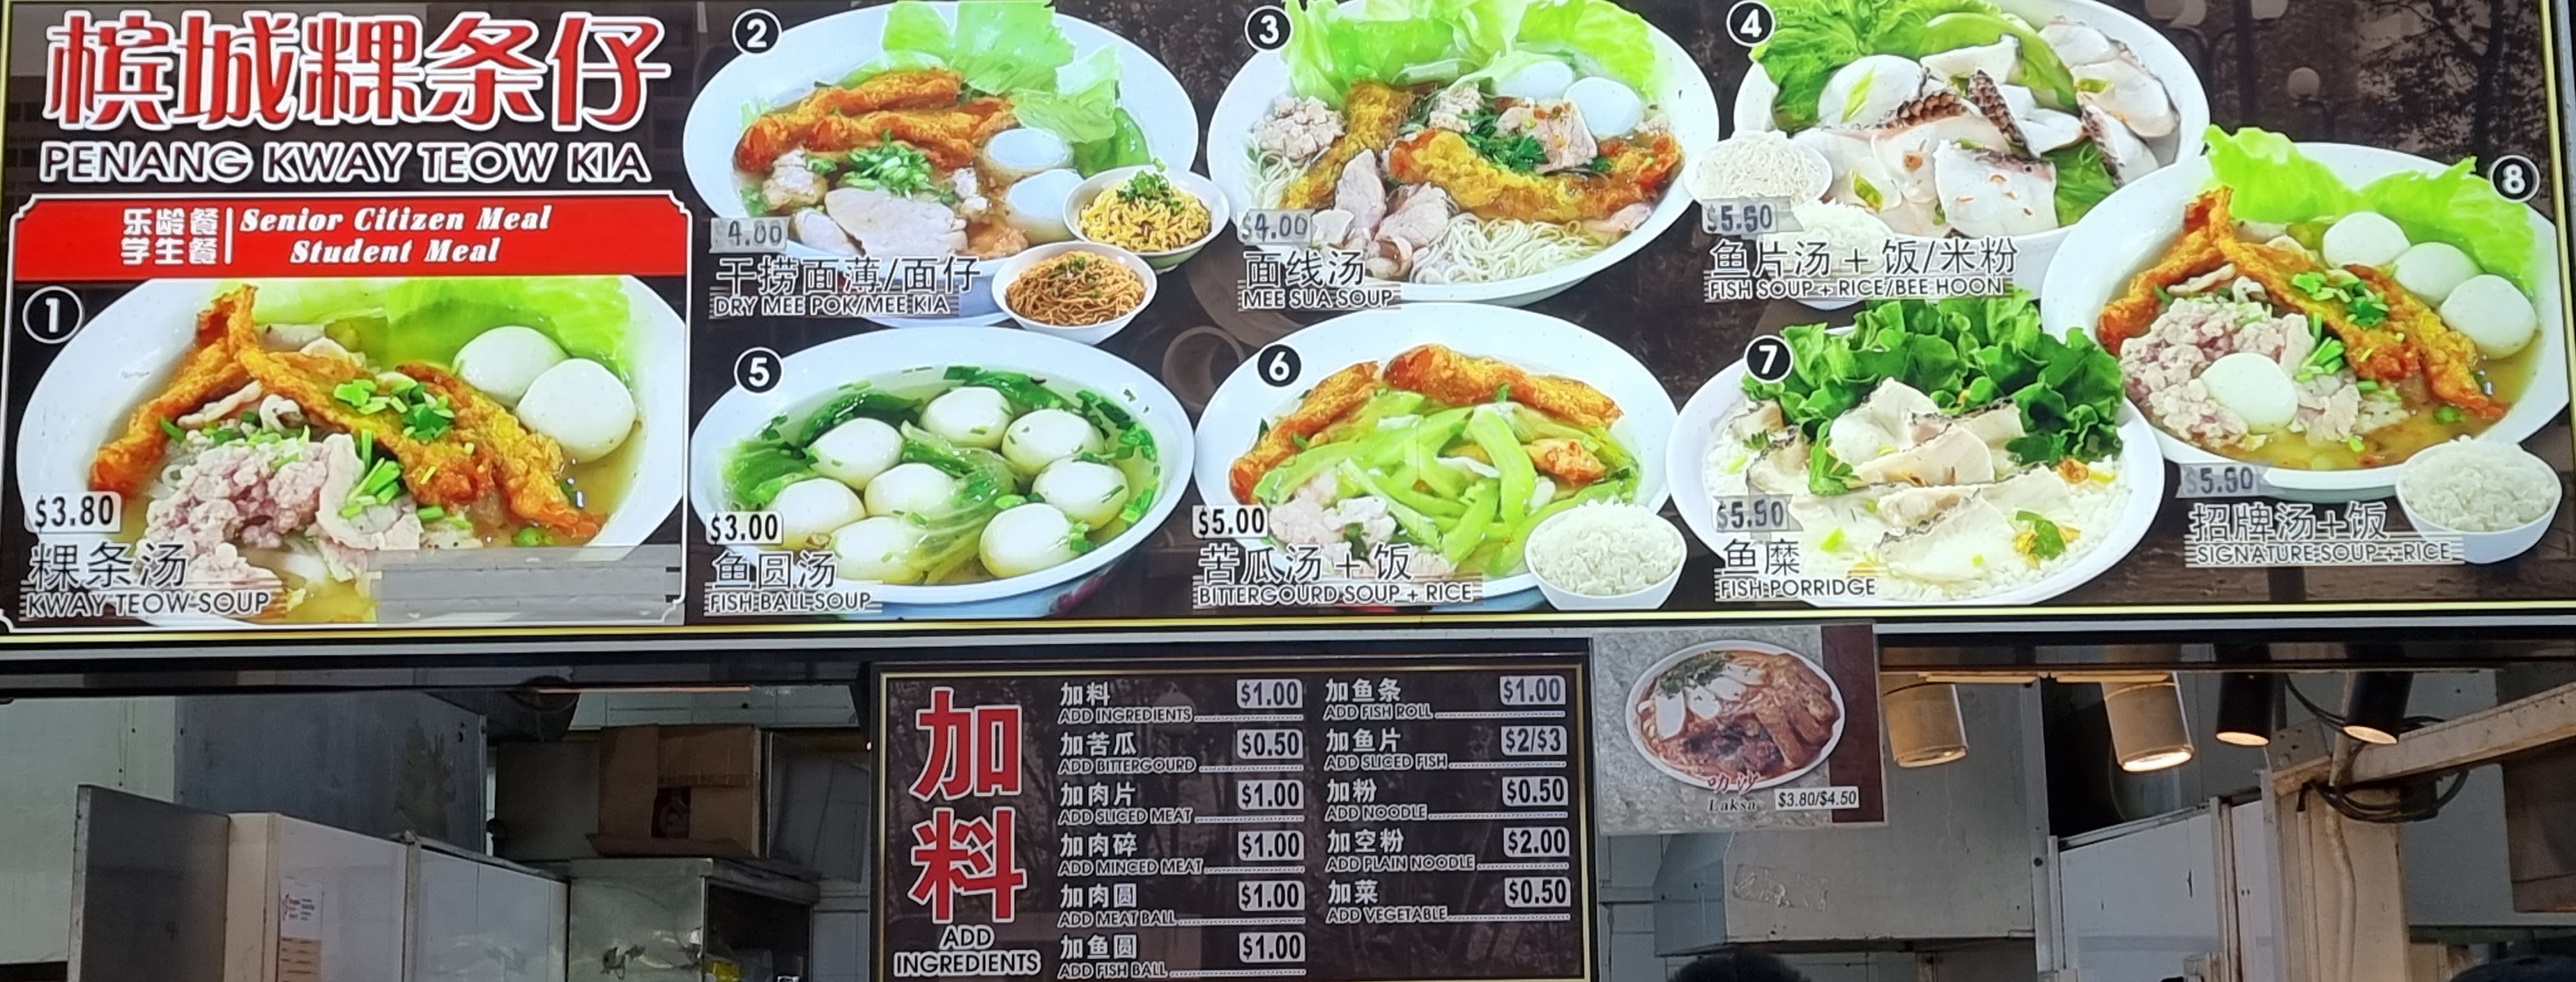 槟城粿条仔
PENANG KWAY TEOW KIA
乐龄餐 Senior Citizen Meal
学生餐 Student Meal
1
$3.80
粿条汤
KWAY TEOW SOUP
2
4.00
干捞面薄/面仔
DRY MEE POK/MEE KIA
3
$4.00
面线汤
MEE SUA SOUP
4
$5.50
鱼片汤 + 饭/米粉
FISH SOUP + RICE/BEE HOON
5
$3.00
鱼圆汤
FISH BALL SOUP
6
$5.00
苦瓜汤 + 饭
BITTERGOURD SOUP + RICE
7
$5.50
鱼糜
FISH PORRIDGE
8
$5.50
招牌汤+饭
SIGNATURE SOUP + RICE
加料
ADD
INGREDIENTS
加料 $1.00
ADD INGREDIENTS
加苦瓜 $0.50
ADD BITTERGOURD
加肉片 $1.00
ADD SLICED MEAT
加肉碎 $1.00
ADD MINCED MEAT
加肉圆 $1.00
ADD MEAT BALL
加鱼圆 $1.00
ADD FISH BALL
加鱼条 $1.00
ADD FISH ROLL
加鱼片 $2/$3
ADD SLICED FISH
加粉 $0.50
ADD NOODLE
加空粉 $2.00
ADD PLAIN NOODLE
加菜 $0.50
ADD VEGETABLE
叻沙
Laksa $3.80/$4.50